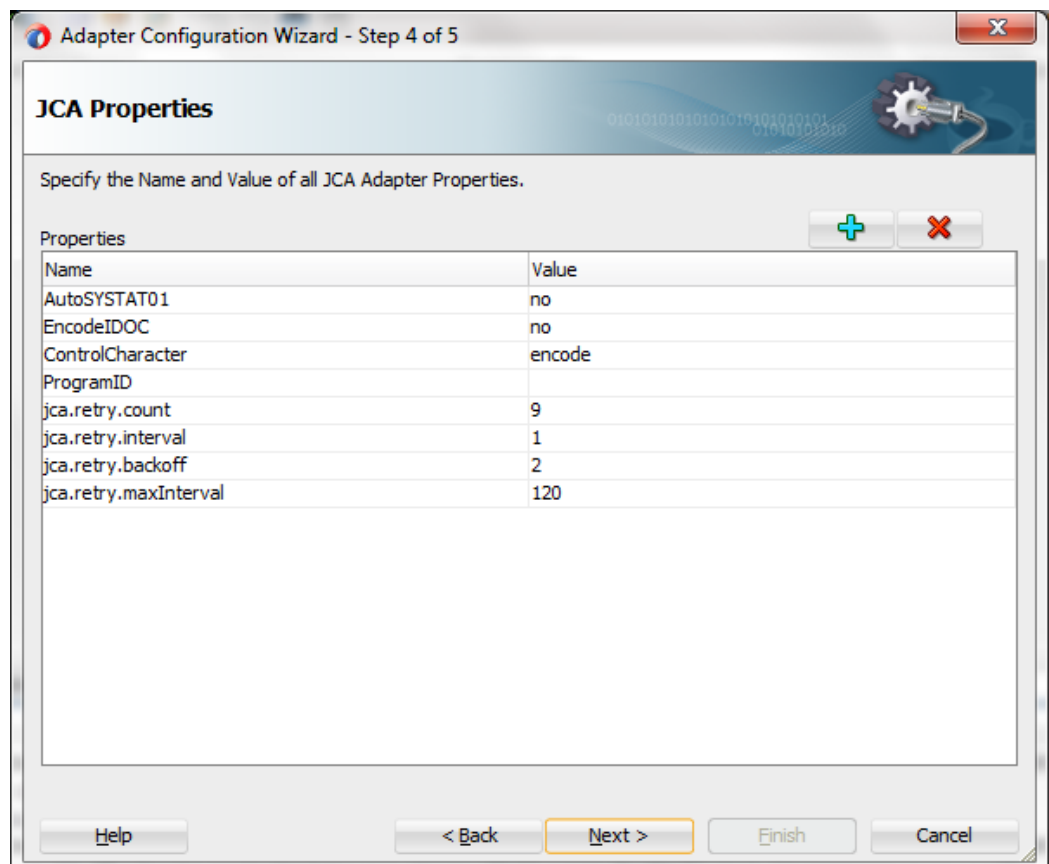 Adapter Configuration Wizard - Step 4 of 5
X
JCA Properties
010101010101010101010101
01010101010
Specify the Name and Value of all JCA Adapter Properties.
Properties
Name Value
AutoSYSTAT01 no
EncodeIDOC no
ControlCharacter encode
ProgramID
jca.retry.count 9
jca.retry.interval 1
jca.retry.backoff 2
jca.retry.maxInterval 120
Help < Back Next > Finish Cancel